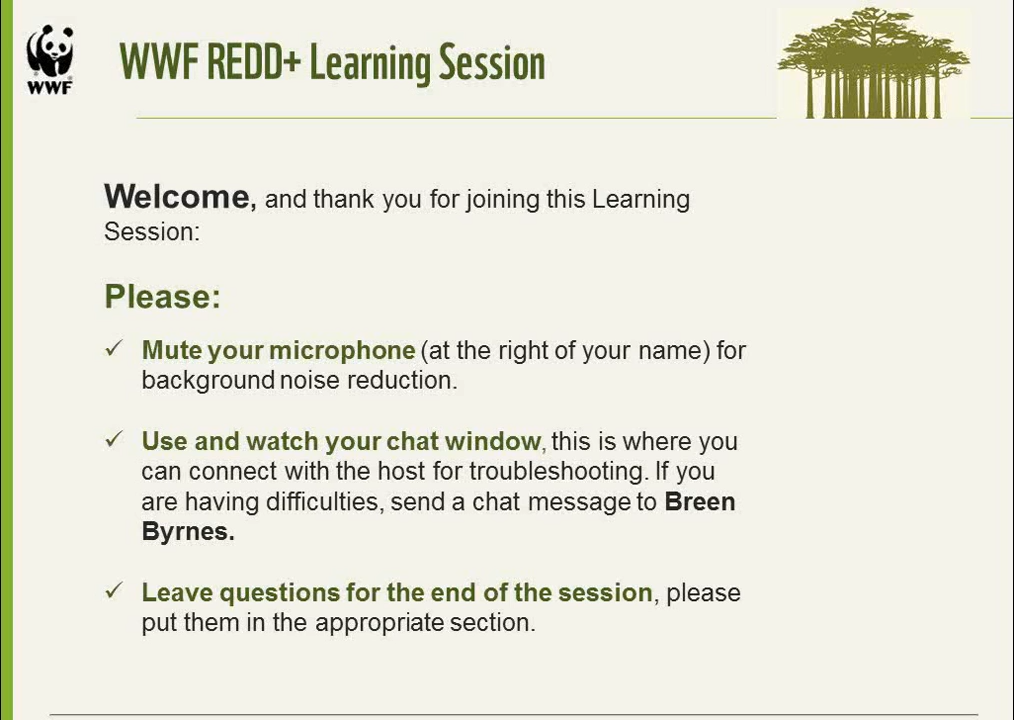 WWF
WWF REDD+ Learning Session
Welcome, and thank you for joining this Learning
Session:
Please:
✓ Mute your microphone (at the right of your name) for
background noise reduction.
✓ Use and watch your chat window, this is where you
can connect with the host for troubleshooting. If you
are having difficulties, send a chat message to Breen
Byrnes.
✓ Leave questions for the end of the session, please
put them in the appropriate section.